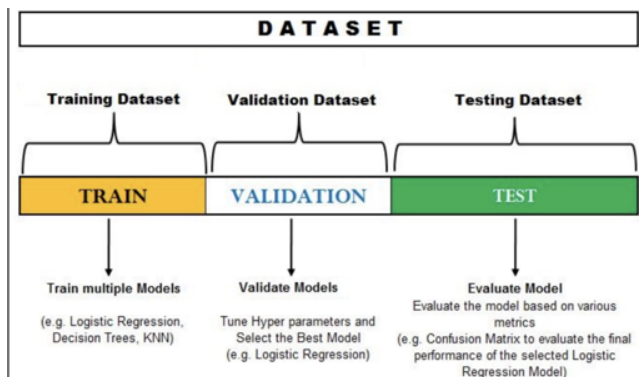 DATASET
Training Dataset
Validation Dataset
Testing Dataset
TRAIN
VALIDATION
TEST
Train multiple Models
(e.g. Logistic Regression,
Decision Trees, KNN)
Validate Models
Tune Hyper parameters and
Select the Best Model
(e.g. Logistic Regression)
Evaluate Model
Evaluate the model based on various
metrics
(e.g. Confusion Matrix to evaluate the final
performance of the selected Logistic
Regression Model)